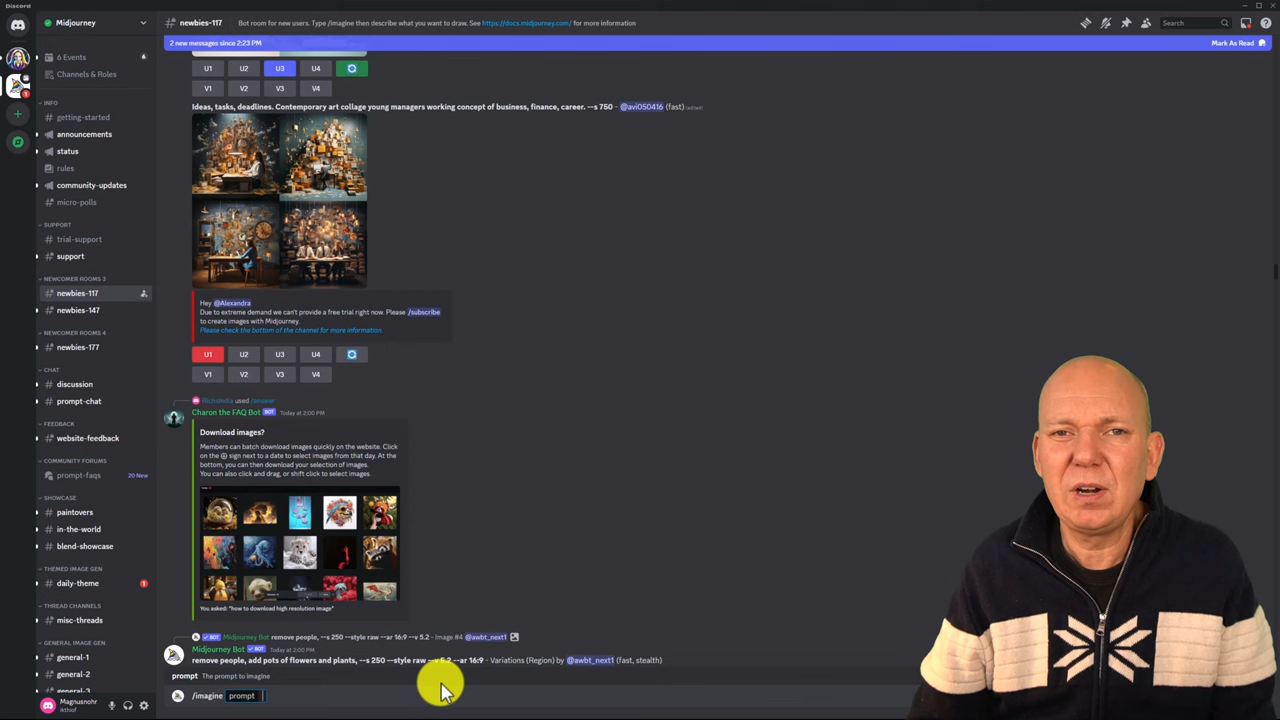 Discord
Midjourney
newbies-117
Bot room for new users. Type /imagine then describe what you want to draw. See https://docs.midjourney.com/ for more information
Search
2 new messages since 2:23 PM
Mark As Read
6 Events
Channels & Roles
INFO
getting-started
announcements
status
rules
community-updates
micro-polls
SUPPORT
trial-support
support
NEWCOMER ROOMS 3
newbies-117
newbies-147
NEWCOMER ROOMS 4
newbies-177
CHAT
discussion
prompt-chat
FEEDBACK
website-feedback
COMMUNITY FORUMS
prompt-faqs
20 New
SHOWCASE
paintovers
in-the-world
blend-showcase
THEMED IMAGE GEN
daily-theme
1
THREAD CHANNELS
misc-threads
GENERAL IMAGE GEN
general-1
general-2
general-3
Magnusnohr
U1 U2 U3 U4
V1 V2 V3 V4
Ideas, tasks, deadlines. Contemporary art collage young managers working concept of business, finance, career. --s 750 - @avi050416 (fast) (edited)
Hey @Alexandra
Due to extreme demand we can't provide a free trial right now. Please /subscribe
to create images with Midjourney.
Please check the bottom of the channel for more information.
U1 U2 U3 U4
V1 V2 V3 V4
used /answer
Charon the FAQ Bot BOT Today at 2:00 PM
Download images?
Members can batch download images quickly on the website. Click
on the sign next to a date to select images from that day. At the
bottom, you can then download your selection of images.
You can also click and drag, or shift click to select images.
You asked: "how to download high resolution image"
BOT Midjourney Bot remove people, --s 250 --style raw --ar 16:9 --v 5.2 - Image #4 @awbt_next1
Midjourney Bot BOT Today at 2:00 PM
remove people, add pots of flowers and plants, --s 250 --style raw --v 5.2 --ar 16:9 - Variations (Region) by @awbt_next1 (fast, stealth)
prompt The prompt to imagine
/imagine prompt